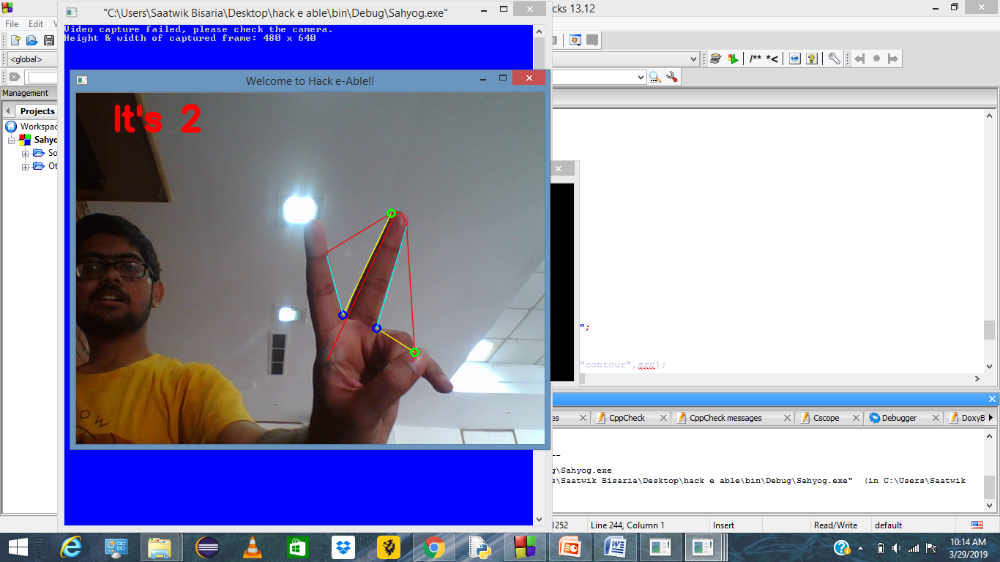 "C:\Users\Saatwik Bisaria\Desktop\hack e able\bin\Debug\Sahyog.exe"
cks 13.12
File Edit
Video capture failed, please check the camera.
Height & width of captured frame: 480 x 640
<global>
/** *<
Welcome to Hack e-Able!!
Management
Projects
It's 2
Workspac
Sahyo
So
Ot
";
"contour",src);
es
CppCheck
CppCheck messages
Cscope
Debugger
DoxyB
--
g\Sahyog.exe
s\Saatwik Bisaria\Desktop\hack e able\bin\Debug\Sahyog.exe" (in C:\Users\Saatwik
1252
Line 244, Column 1
Insert
Read/Write
default
10:14 AM
3/29/2019